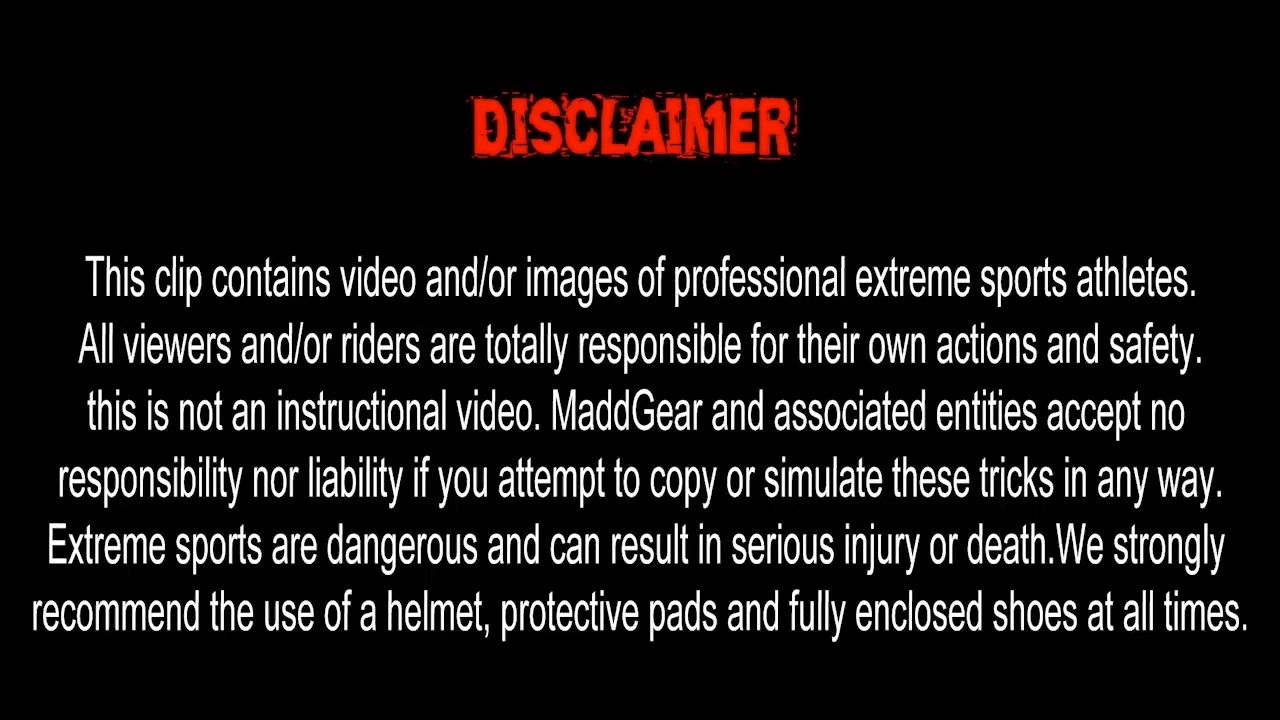 DISCLAIMER
This clip contains video and/or images of professional extreme sports athletes.
All viewers and/or riders are totally responsible for their own actions and safety.
this is not an instructional video. MaddGear and associated entities accept no
responsibility nor liability if you attempt to copy or simulate these tricks in any way.
Extreme sports are dangerous and can result in serious injury or death.We strongly
recommend the use of a helmet, protective pads and fully enclosed shoes at all times.